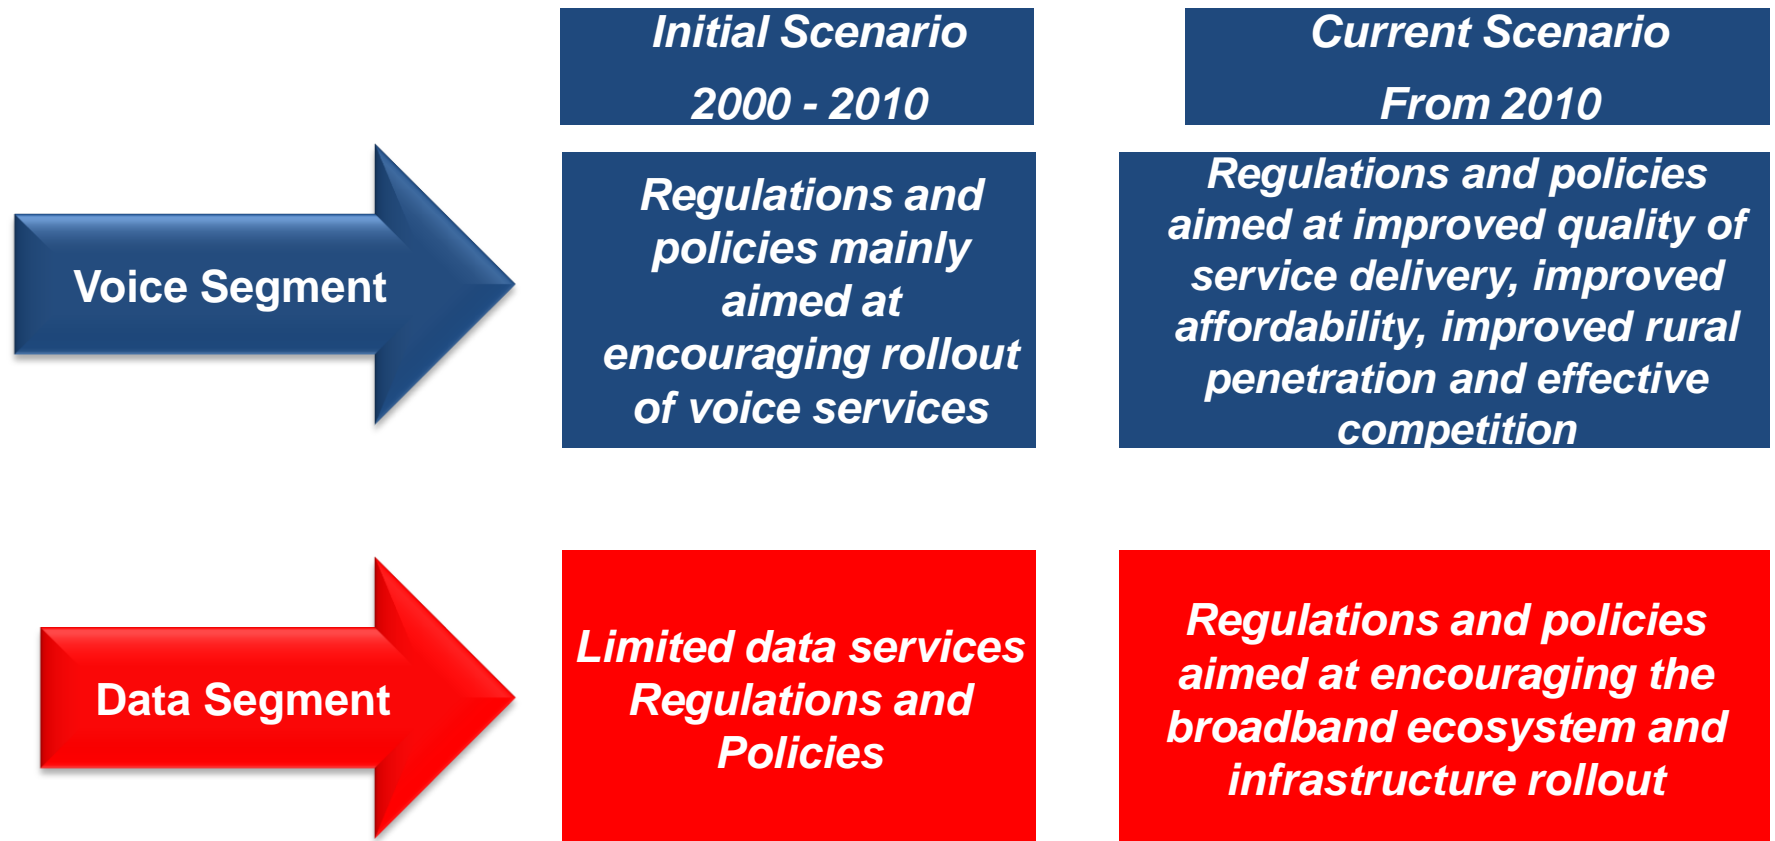 Initial Scenario
2000 - 2010
Current Scenario
From 2010
Voice Segment
Regulations and
policies mainly
aimed at
encouraging rollout
of voice services
Regulations and policies
aimed at improved quality of
service delivery, improved
affordability, improved rural
penetration and effective
competition
Data Segment
Limited data services
Regulations and
Policies
Regulations and policies
aimed at encouraging the
broadband ecosystem and
infrastructure rollout